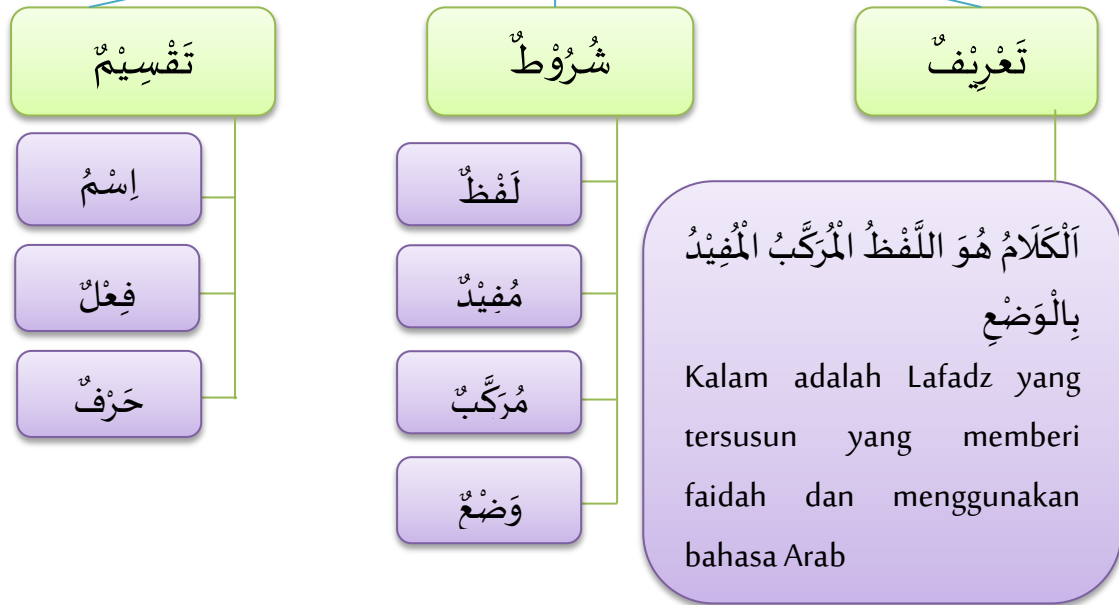 تَعْرِيْفٌ
اَلْكَلَامُ هُوَ اللَّفْظُ الْمُرَكَّبُ الْمُفِيْدُ
بِالْوَضْعِ
Kalam adalah Lafadz yang
tersusun yang memberi
faidah dan menggunakan
bahasa Arab
شُرُوْطٌ
لَفْظٌ
مُفِيْدٌ
مُرَكَّبٌ
وَضْعٌ
تَقْسِيْمٌ
اِسْمُ
فِعْلٌ
حَرْفٌ